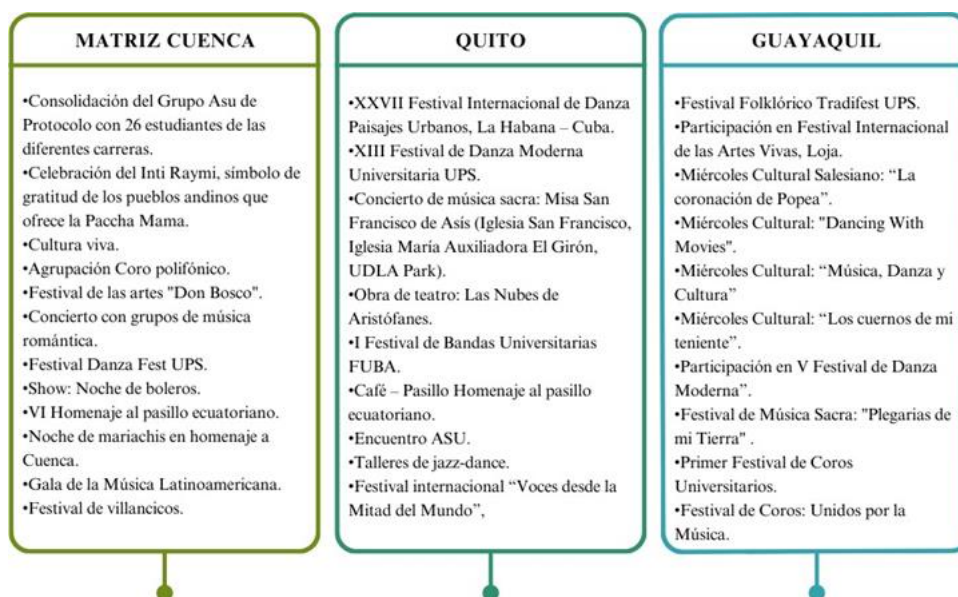 MATRIZ CUENCA
•Consolidación del Grupo Asu de
Protocolo con 26 estudiantes de las
diferentes carreras.
•Celebración del Inti Raymi, símbolo de
gratitud de los pueblos andinos que
ofrece la Paccha Mama.
•Cultura viva.
•Agrupación Coro polifónico.
•Festival de las artes "Don Bosco".
•Concierto con grupos de música
romántica.
•Festival Danza Fest UPS.
•Show: Noche de boleros.
•VI Homenaje al pasillo ecuatoriano.
•Noche de mariachis en homenaje a
Cuenca.
•Gala de la Música Latinoamericana.
•Festival de villancicos.
QUITO
•XXVII Festival Internacional de Danza
Paisajes Urbanos, La Habana – Cuba.
•XIII Festival de Danza Moderna
Universitaria UPS.
•Concierto de música sacra: Misa San
Francisco de Asís (Iglesia San Francisco,
Iglesia María Auxiliadora El Girón,
UDLA Park).
•Obra de teatro: Las Nubes de
Aristófanes.
•I Festival de Bandas Universitarias
FUBA.
•Café – Pasillo Homenaje al pasillo
ecuatoriano.
•Encuentro ASU.
•Talleres de jazz-dance.
•Festival internacional “Voces desde la
Mitad del Mundo”,
GUAYAQUIL
•Festival Folklórico Tradifest UPS.
•Participación en Festival Internacional
de las Artes Vivas, Loja.
•Miércoles Cultural Salesiano: “La
coronación de Popea”.
•Miércoles Cultural: "Dancing With
Movies".
•Miércoles Cultural: “Música, Danza y
Cultura”
•Miércoles Cultural: “Los cuernos de mi
teniente”.
•Participación en V Festival de Danza
Moderna”.
•Festival de Música Sacra: "Plegarias de
mi Tierra" .
•Primer Festival de Coros
Universitarios.
•Festival de Coros: Unidos por la
Música.